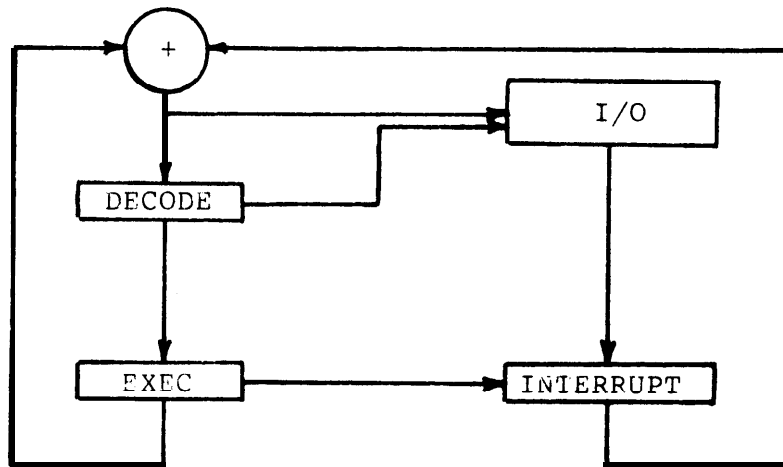 +
I/O
DECODE
EXEC
INTERRUPT